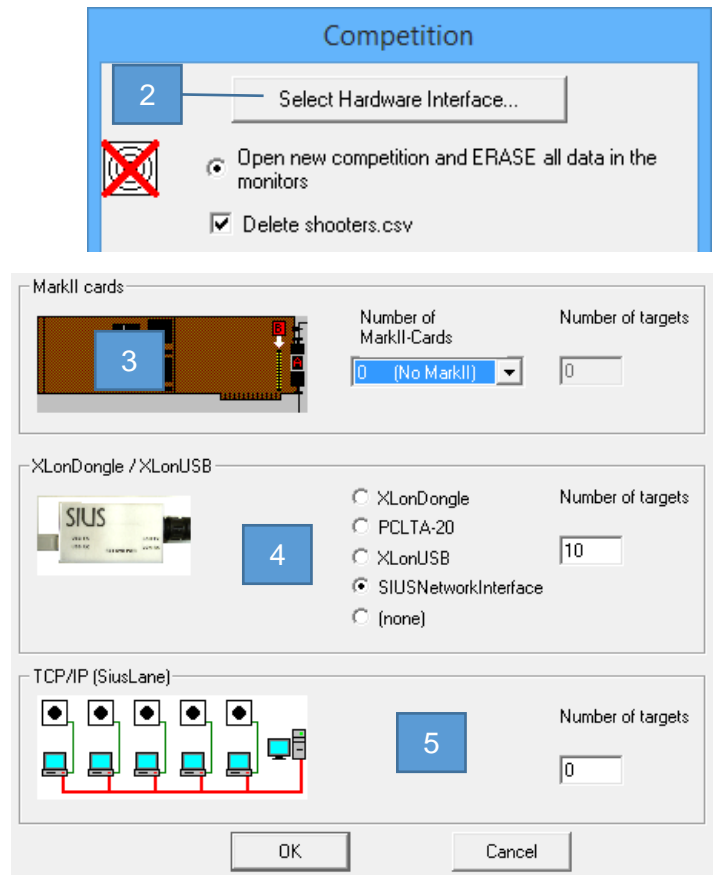 Competition
2
Select Hardware Interface...
Open new competition and ERASE all data in the
monitors
Delete shooters.csv
MarkII cards
3
B
A
Number of
MarkII-Cards
Number of targets
0 (No MarkII)
0
XLonDongle / XLonUSB
SIUS
4
XLonDongle
PCLTA-20
XLonUSB
SIUSNetworkInterface
(none)
Number of targets
10
TCP/IP (SiusLane)
5
Number of targets
0
OK
Cancel